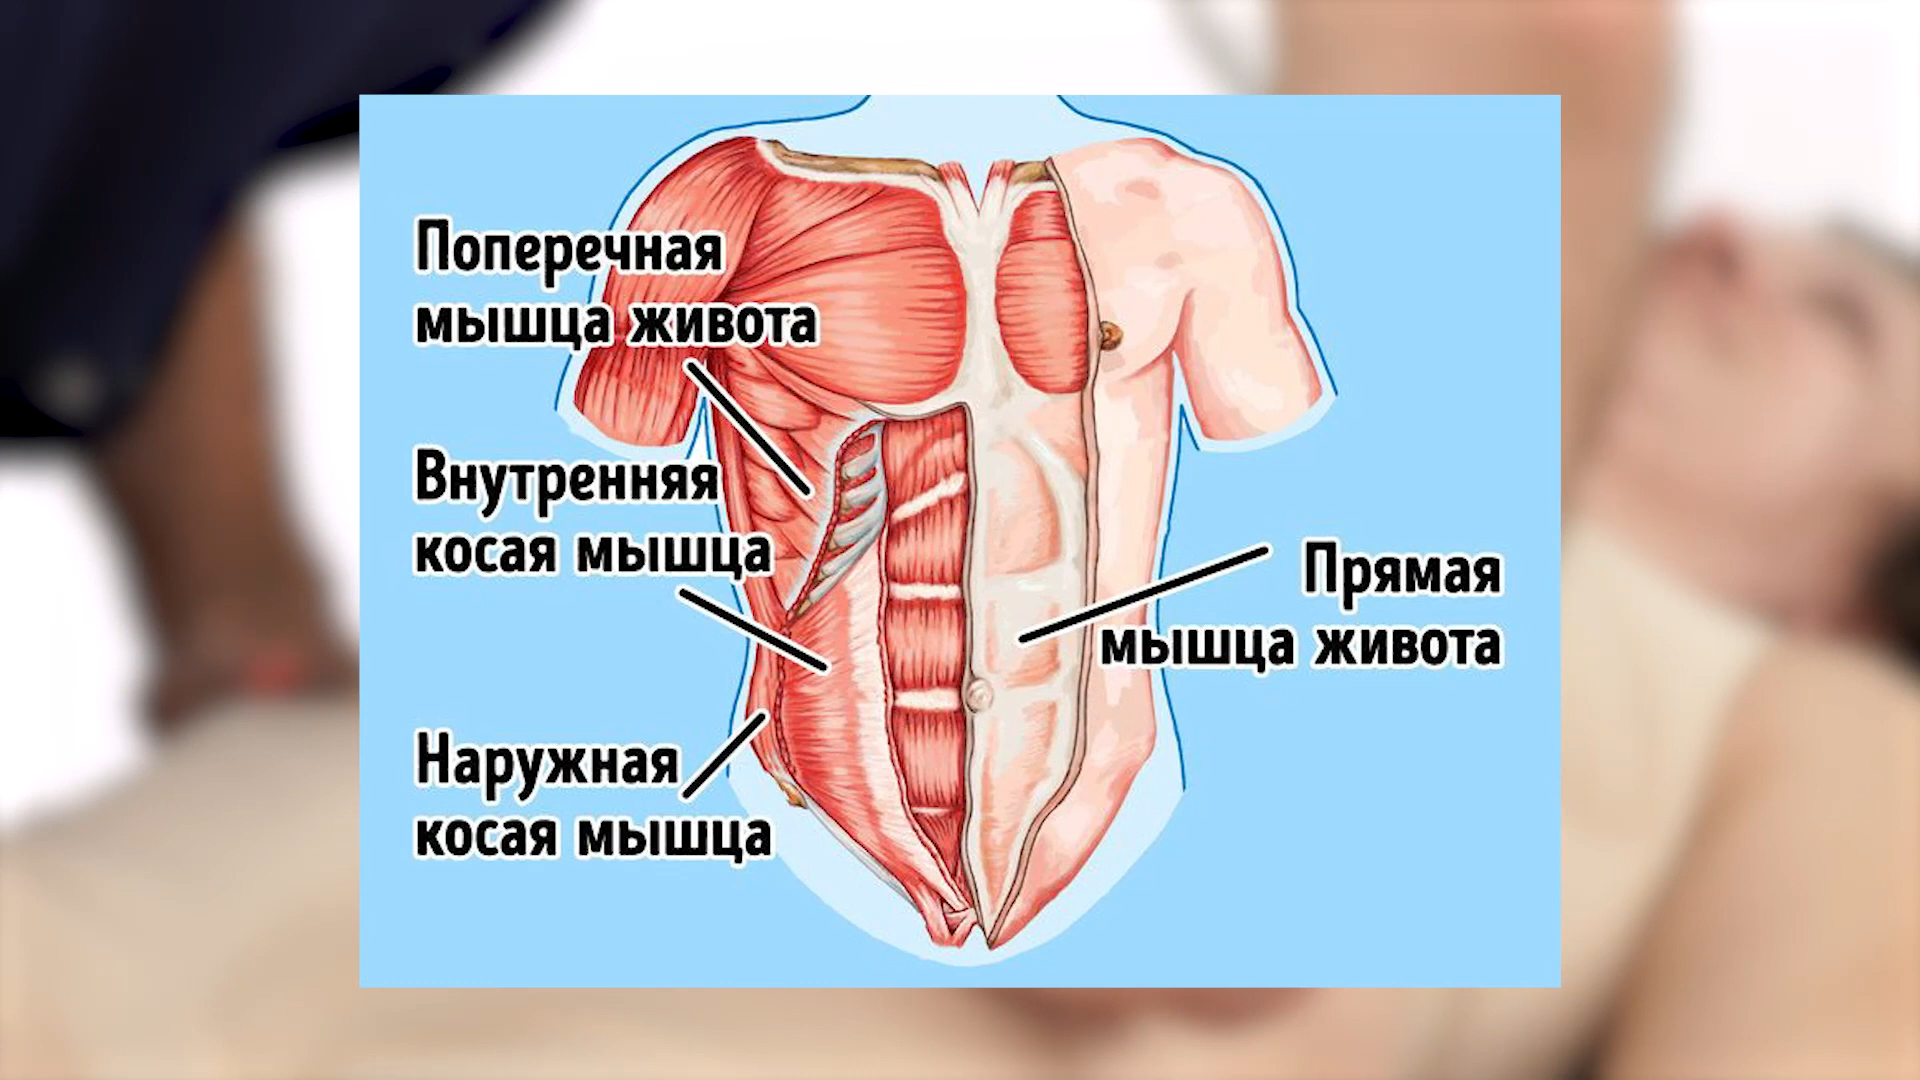 Поперечная
мышца живота
Внутренняя
косая мышца
Прямая
мышца живота
Наружная
косая мышца